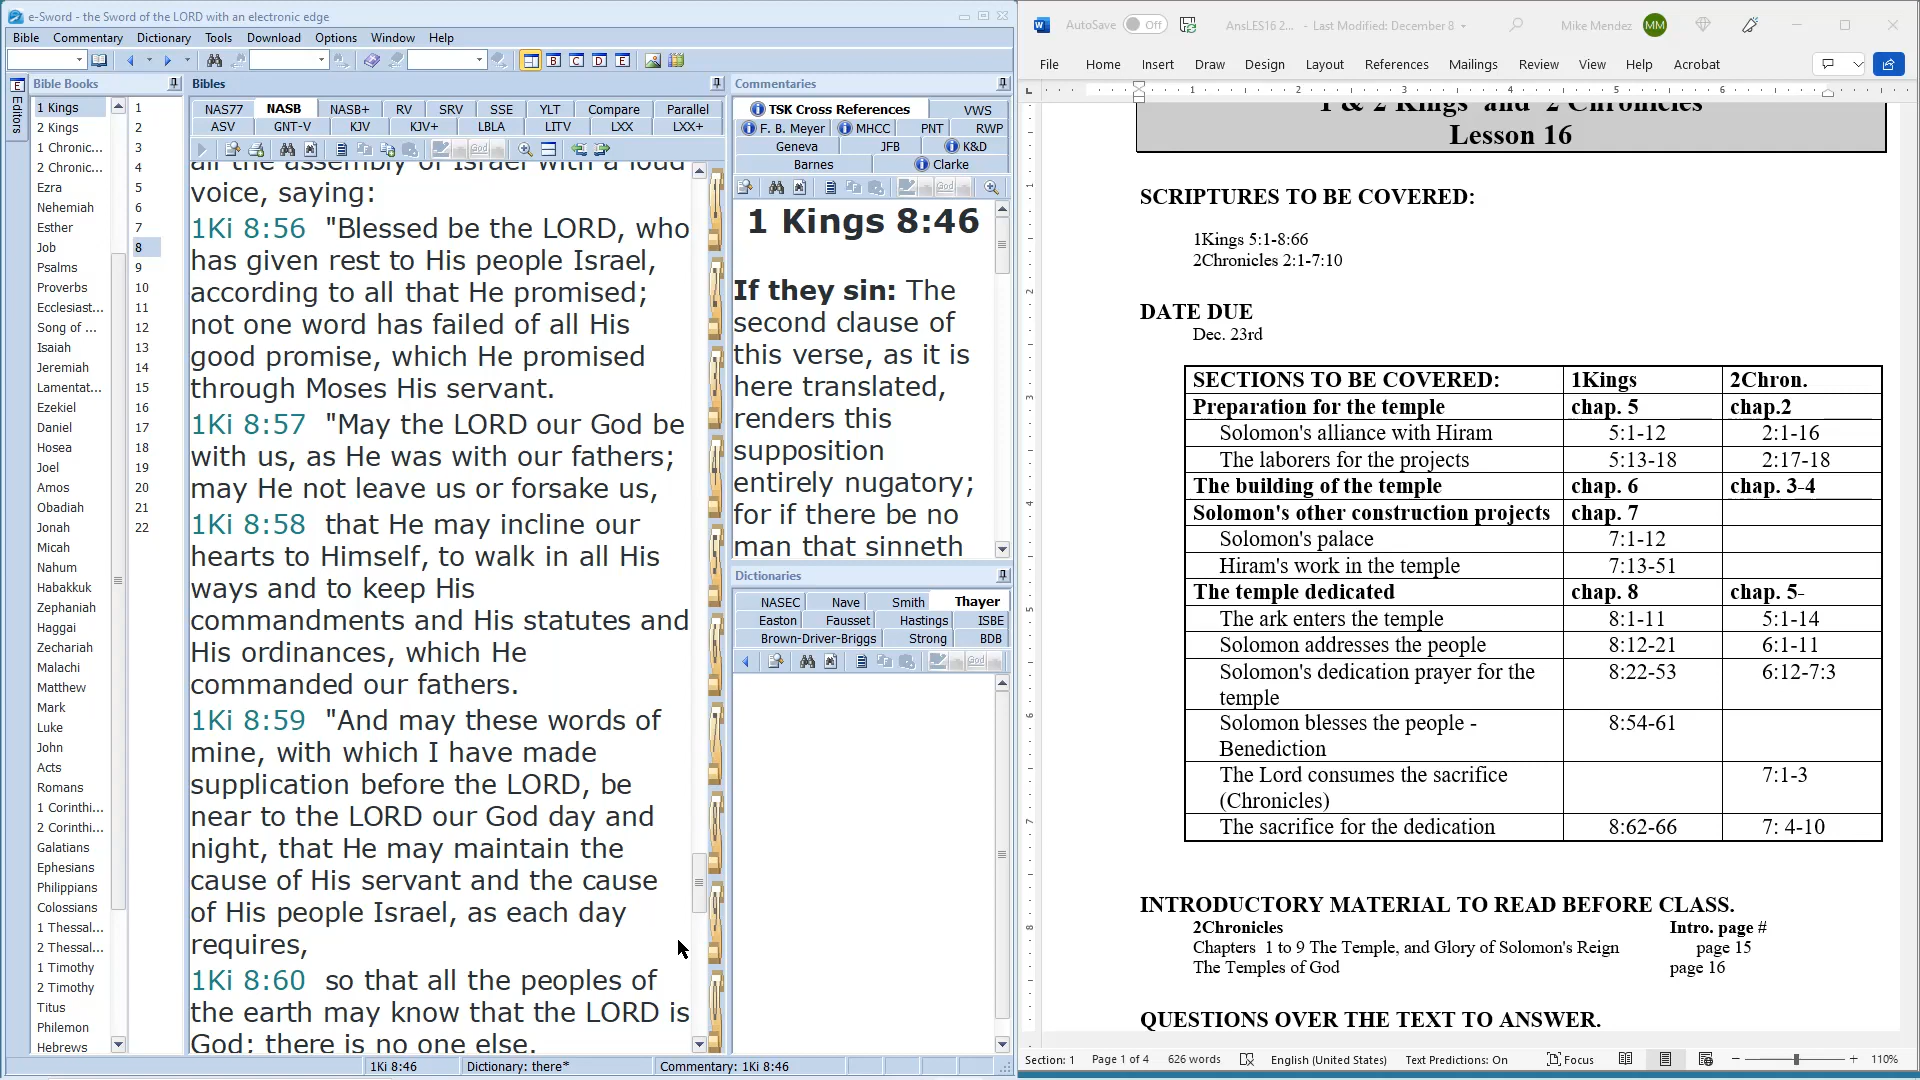 e-Sword - the Sword of the LORD with an electronic edge
Bible Commentary Dictionary Tools Download Options Window Help
B C D E
Editors
Bible Books
1 Kings
2 Kings
1 Chronic...
2 Chronic...
Ezra
Nehemiah
Esther
Job
Psalms
Proverbs
Ecclesiast...
Song of ...
Isaiah
Jeremiah
Lamentat...
Ezekiel
Daniel
Hosea
Joel
Amos
Obadiah
Jonah
Micah
Nahum
Habakkuk
Zephaniah
Haggai
Zechariah
Malachi
Matthew
Mark
Luke
John
Acts
Romans
1 Corinthi...
2 Corinthi...
Galatians
Ephesians
Philippians
Colossians
1 Thessal...
2 Thessal...
1 Timothy
2 Timothy
Titus
Philemon
Hebrews
1
2
3
4
5
6
7
8
9
10
11
12
13
14
15
16
17
18
19
20
21
22
Bibles
NAS77 NASB NASB+ RV SRV SSE YLT Compare Parallel
ASV GNT-V KJV KJV+ LBLA LITV LXX LXX+
God
all the assembly of Israel with a loud
voice, saying:
1Ki 8:56 "Blessed be the LORD, who
has given rest to His people Israel,
according to all that He promised;
not one word has failed of all His
good promise, which He promised
through Moses His servant.
1Ki 8:57 "May the LORD our God be
with us, as He was with our fathers;
may He not leave us or forsake us,
1Ki 8:58 that He may incline our
hearts to Himself, to walk in all His
ways and to keep His
commandments and His statutes and
His ordinances, which He
commanded our fathers.
1Ki 8:59 "And may these words of
mine, with which I have made
supplication before the LORD, be
near to the LORD our God day and
night, that He may maintain the
cause of His servant and the cause
of His people Israel, as each day
requires,
1Ki 8:60 so that all the peoples of
the earth may know that the LORD is
God; there is no one else.
Commentaries
TSK Cross References VWS
F. B. Meyer MHCC PNT RWP
Geneva JFB K&D
Barnes Clarke
God
1 Kings 8:46
If they sin: The
second clause of
this verse, as it is
here translated,
renders this
supposition
entirely nugatory;
for if there be no
man that sinneth
Dictionaries
NASEC Nave Smith Thayer
Easton Fausset Hastings ISBE
Brown-Driver-Briggs Strong BDB
God
1Ki 8:46 Dictionary: there* Commentary: 1Ki 8:46
AutoSave Off AnsLES16 2... - Last Modified: December 8 Mike Mendez MM
File Home Insert Draw Design Layout References Mailings Review View Help Acrobat
1 2 3 4 5 6
1
2
3
5
6
7
8
1 & 2 Kings and 2 Chronicles
Lesson 16
SCRIPTURES TO BE COVERED:
1Kings 5:1-8:66
2Chronicles 2:1-7:10
DATE DUE
Dec. 23rd
SECTIONS TO BE COVERED: 1Kings 2Chron.
Preparation for the temple chap. 5 chap.2
Solomon's alliance with Hiram 5:1-12 2:1-16
The laborers for the projects 5:13-18 2:17-18
The building of the temple chap. 6 chap. 3-4
Solomon's other construction projects chap. 7
Solomon's palace 7:1-12
Hiram's work in the temple 7:13-51
The temple dedicated chap. 8 chap. 5-
The ark enters the temple 8:1-11 5:1-14
Solomon addresses the people 8:12-21 6:1-11
Solomon's dedication prayer for the 8:22-53 6:12-7:3
temple
Solomon blesses the people - 8:54-61
Benediction
The Lord consumes the sacrifice 7:1-3
(Chronicles)
The sacrifice for the dedication 8:62-66 7: 4-10
INTRODUCTORY MATERIAL TO READ BEFORE CLASS.
2Chronicles Intro. page #
Chapters 1 to 9 The Temple, and Glory of Solomon's Reign page 15
The Temples of God page 16
QUESTIONS OVER THE TEXT TO ANSWER.
Section: 1 Page 1 of 4 626 words English (United States) Text Predictions: On Focus 110%